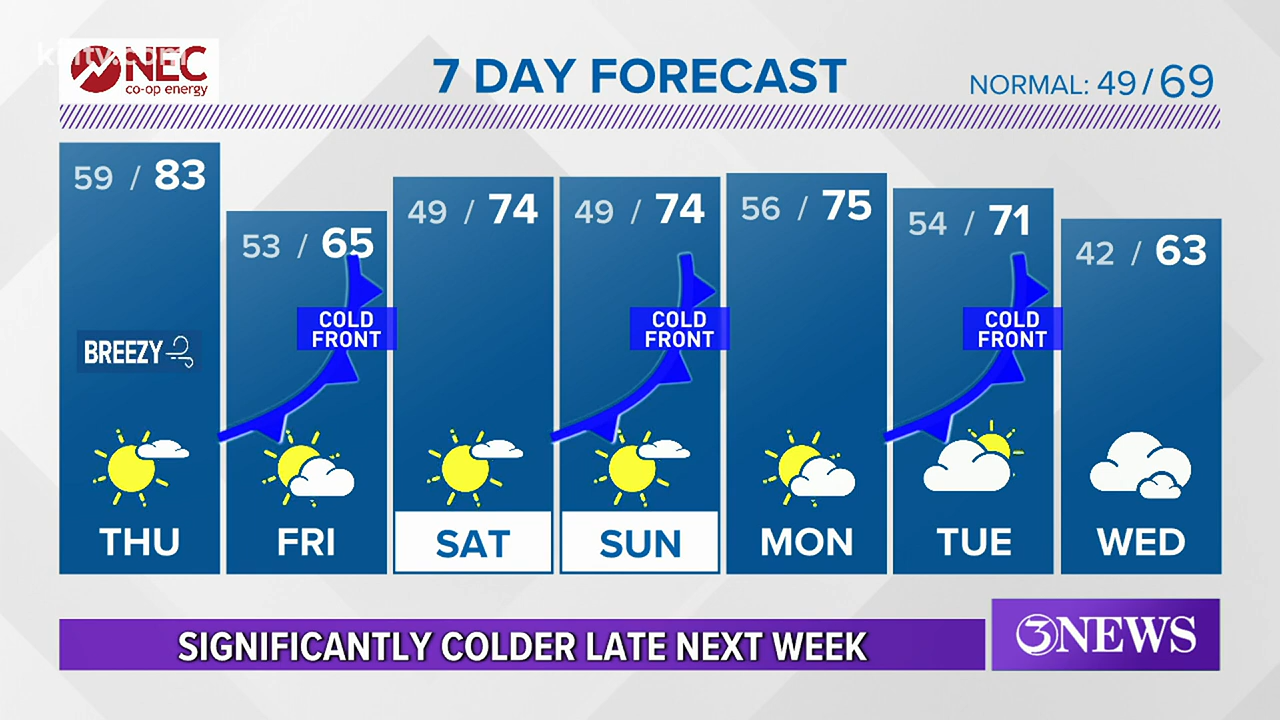 NEC
co-op energy
7 DAY FORECAST
NORMAL: 49/69
59 / 83
BREEZY
THU
53 / 65
COLD
FRONT
FRI
49 / 74
SAT
49 / 74
COLD
FRONT
SUN
56 / 75
MON
54 / 71
COLD
FRONT
TUE
42 / 63
WED
SIGNIFICANTLY COLDER LATE NEXT WEEK
3NEWS